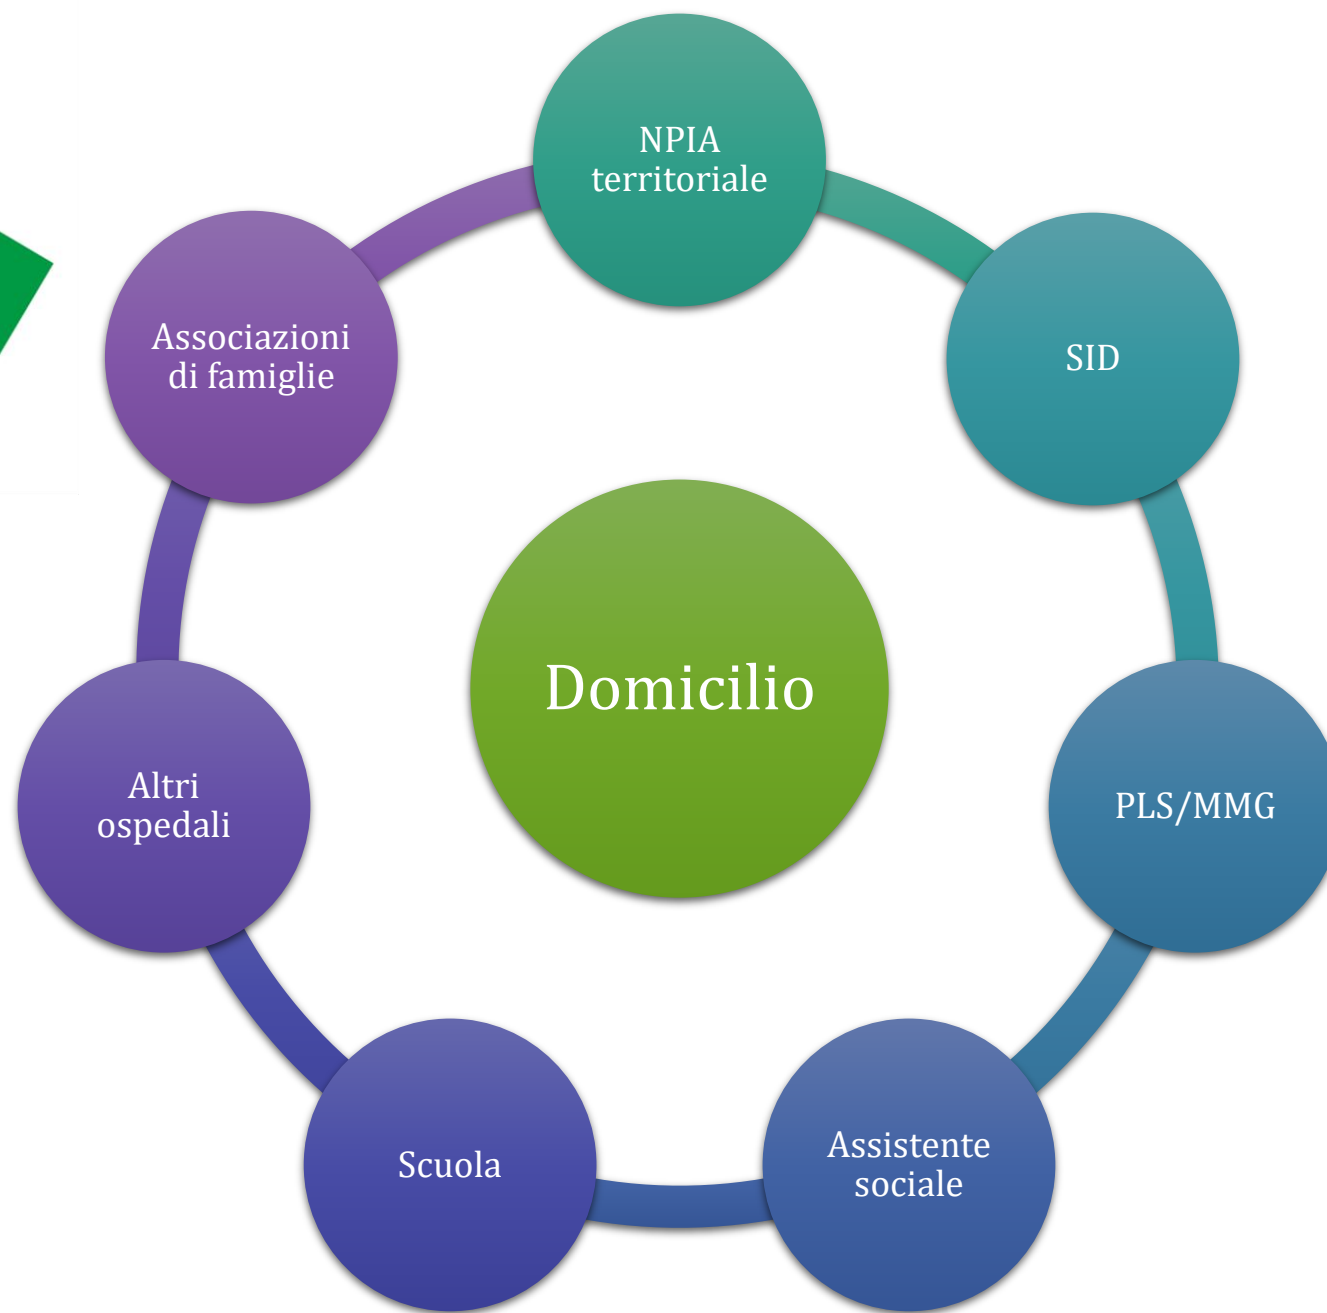 NPIA
territoriale
SID
PLS/MMG
Assistente
sociale
Scuola
Altri
ospedali
Associazioni
di famiglie
Domicilio